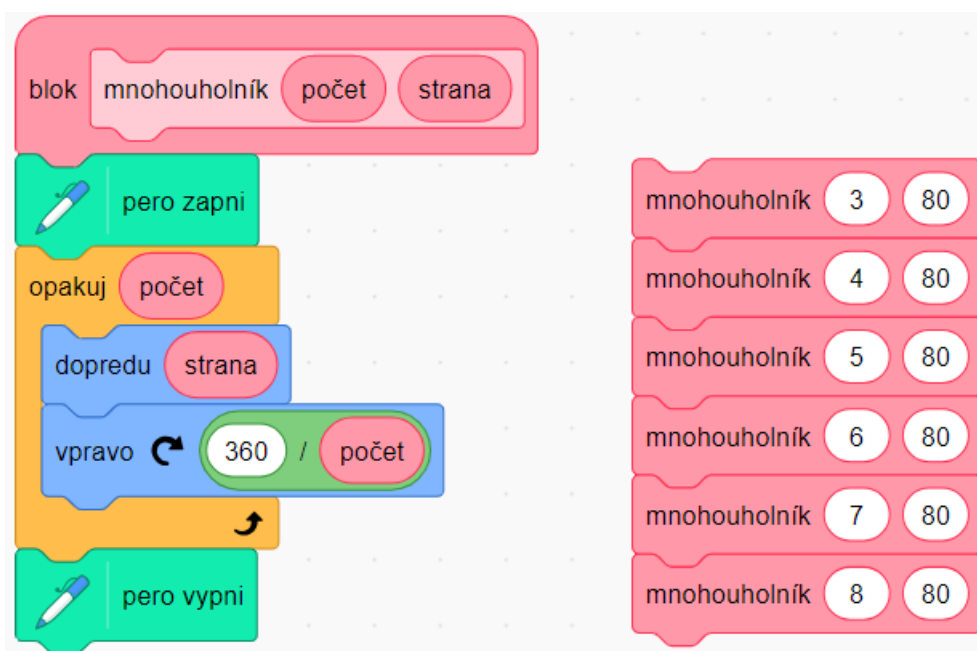 blok mnohouholník počet strana
pero zapni
opakuj počet
dopredu strana
vpravo 360 / počet
pero vypni
mnohouholník 3 80
mnohouholník 4 80
mnohouholník 5 80
mnohouholník 6 80
mnohouholník 7 80
mnohouholník 8 80